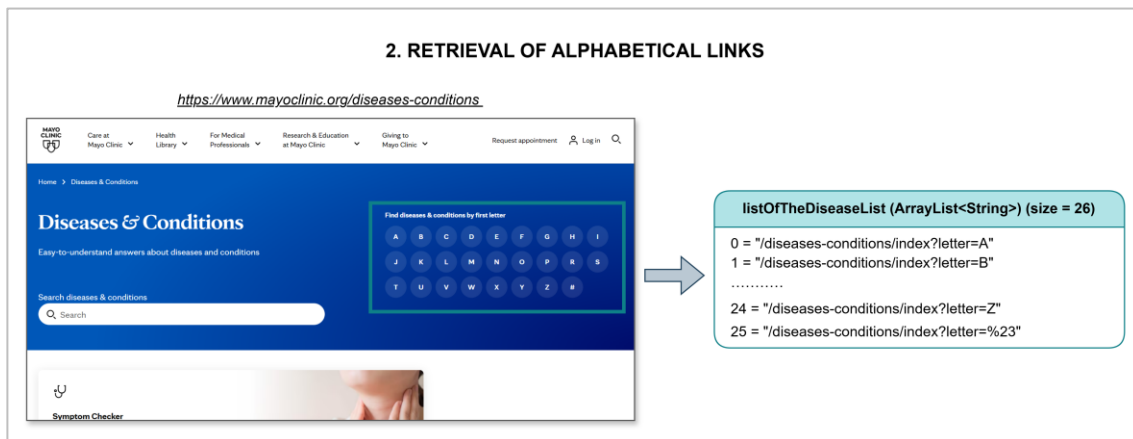 2. RETRIEVAL OF ALPHABETICAL LINKS
https://www.mayoclinic.org/diseases-conditions
MAYO CLINIC
Care at Mayo Clinic
Health Library
For Medical Professionals
Research & Education at Mayo Clinic
Giving to Mayo Clinic
Request appointment
Log in
Home > Diseases & Conditions
Diseases & Conditions
Easy-to-understand answers about diseases and conditions
Search diseases & conditions
Search
Find diseases & conditions by first letter
A B C D E F G H I
J K L M N O P R S
T U V W X Y Z #
Symptom Checker
listOfTheDiseaseList (ArrayList<String>) (size = 26)
0 = "/diseases-conditions/index?letter=A"
1 = "/diseases-conditions/index?letter=B"
...........
24 = "/diseases-conditions/index?letter=Z"
25 = "/diseases-conditions/index?letter=%23"